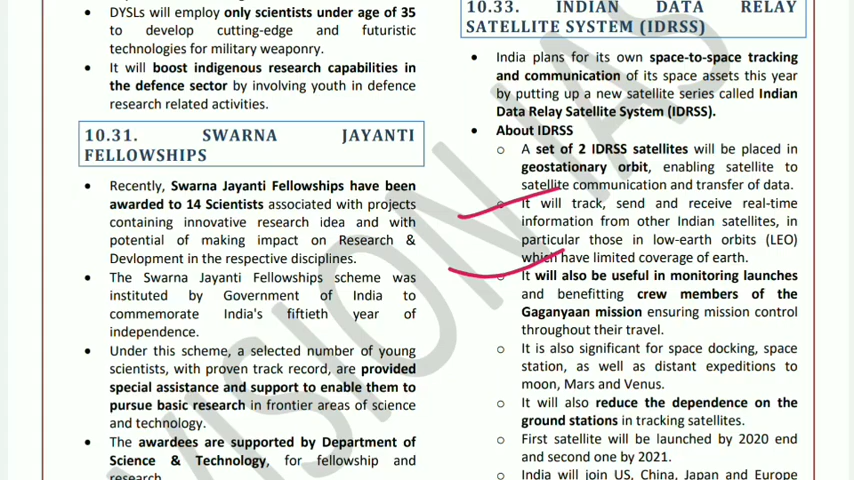 • DYSLs will employ only scientists under age of 35
to develop cutting-edge and futuristic
technologies for military weaponry.
• It will boost indigenous research capabilities in
the defence sector by involving youth in defence
research related activities.
10.31. SWARNA JAYANTI
FELLOWSHIPS
• Recently, Swarna Jayanti Fellowships have been
awarded to 14 Scientists associated with projects
containing innovative research idea and with
potential of making impact on Research &
Devlopment in the respective disciplines.
• The Swarna Jayanti Fellowships scheme was
instituted by Government of India to
commemorate India's fiftieth year of
independence.
• Under this scheme, a selected number of young
scientists, with proven track record, are provided
special assistance and support to enable them to
pursue basic research in frontier areas of science
and technology.
• The awardees are supported by Department of
Science & Technology, for fellowship and
research
10.33. INDIAN DATA RELAY
SATELLITE SYSTEM (IDRSS)
• India plans for its own space-to-space tracking
and communication of its space assets this year
by putting up a new satellite series called Indian
Data Relay Satellite System (IDRSS).
• About IDRSS
o A set of 2 IDRSS satellites will be placed in
geostationary orbit, enabling satellite to
satellite communication and transfer of data.
o It will track, send and receive real-time
information from other Indian satellites, in
particular those in low-earth orbits (LEO)
which have limited coverage of earth.
o It will also be useful in monitoring launches
and benefitting crew members of the
Gaganyaan mission ensuring mission control
throughout their travel.
o It is also significant for space docking, space
station, as well as distant expeditions to
moon, Mars and Venus.
o It will also reduce the dependence on the
ground stations in tracking satellites.
o First satellite will be launched by 2020 end
and second one by 2021.
o India will join US, China, Japan and Europe
VISION IAS